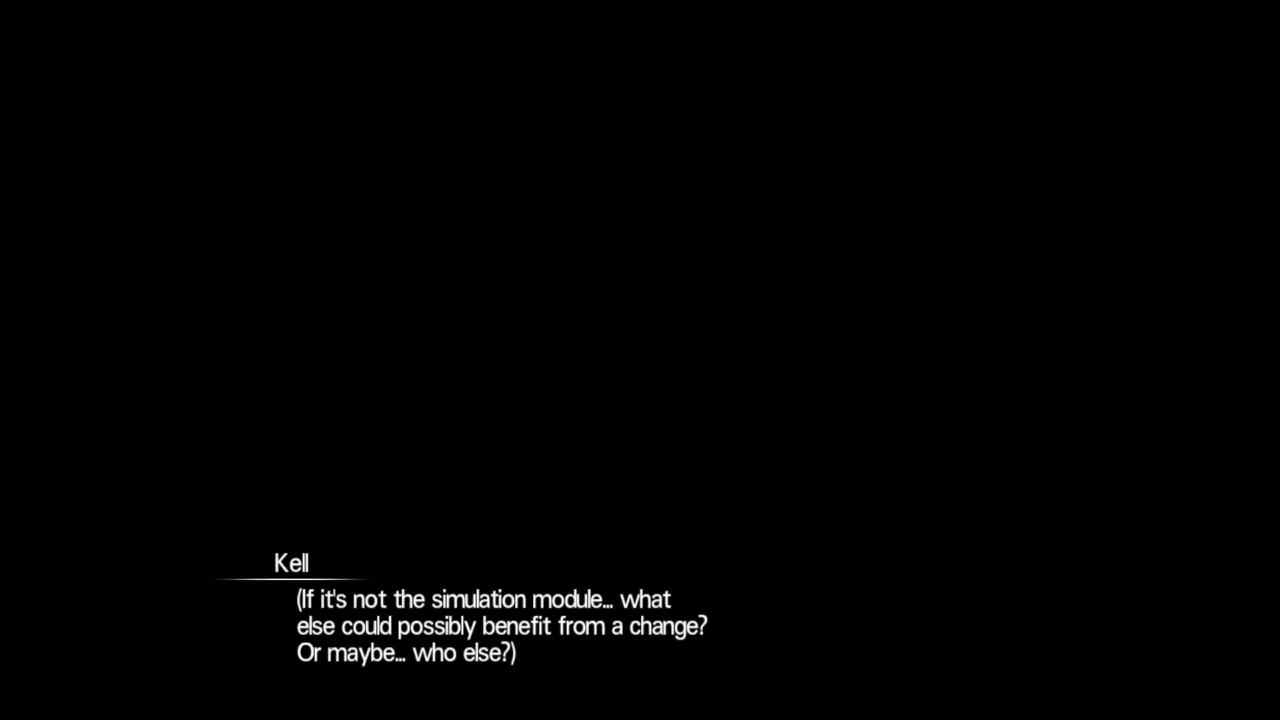 Kell
(If it's not the simulation module... what
else could possibly benefit from a change?
Or maybe... who else?)